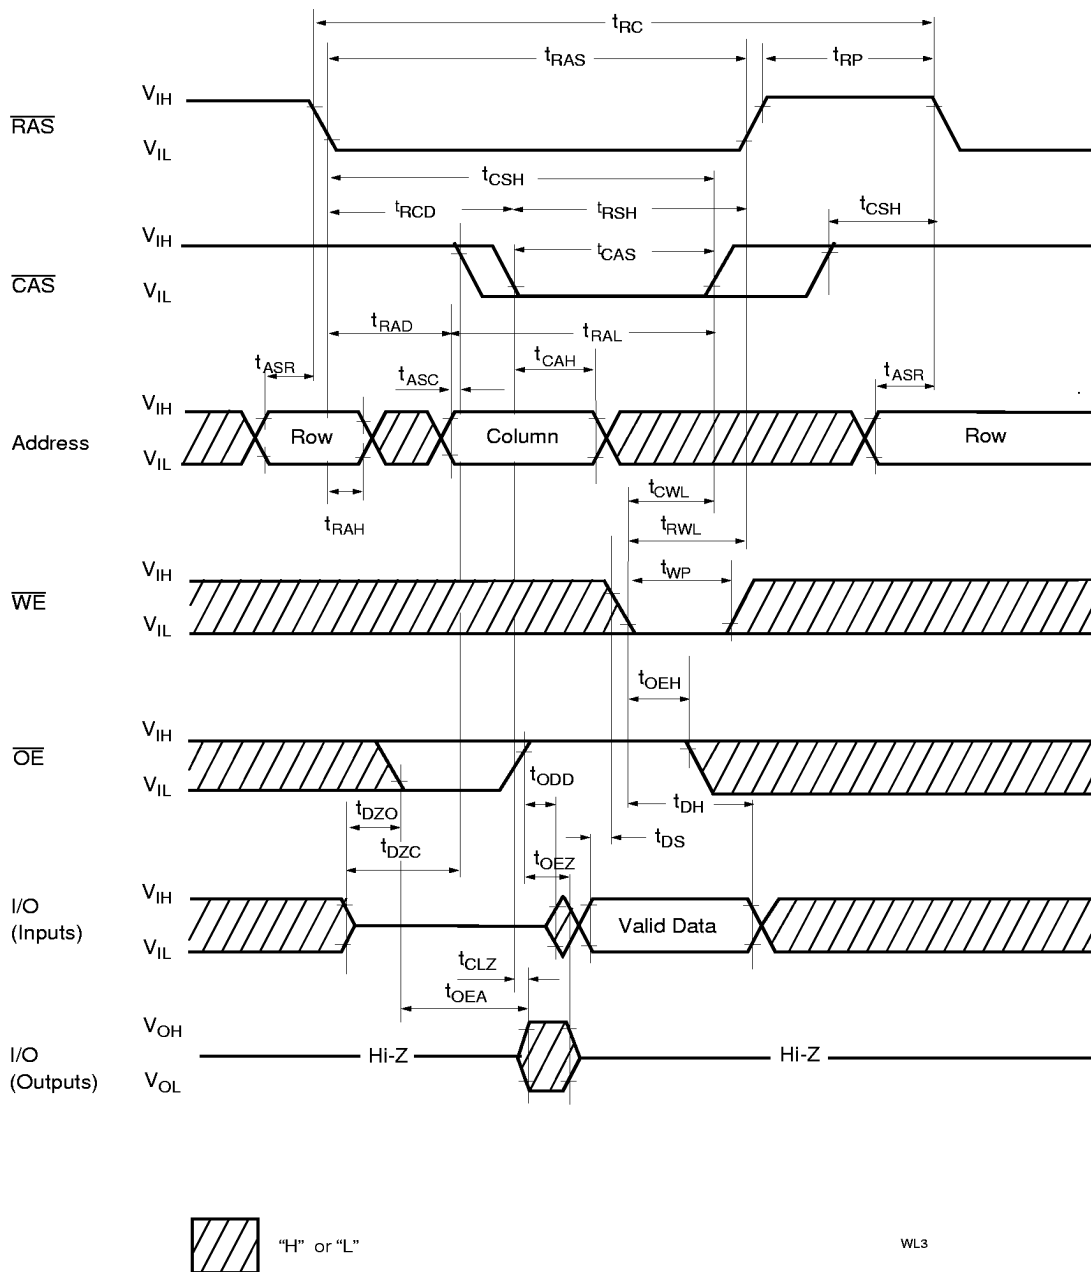 tRC
tRAS
tRP
VIH
RAS
VIL
tCSH
tRCD
tRSH
tCSH
VIH
tCAS
CAS
VIL
tRAD
tRAL
tASR
tCAH
tASC
tASR
VIH
Address
Row
Column
Row
VIL
tCWL
tRAH
tRWL
VIH
tWP
WE
VIL
tOEH
VIH
OE
VIL
tODD
tDZO
tDH
tDS
tDZC
tOEZ
VIH
I/O
(Inputs)
Valid Data
VIL
tCLZ
tOEA
VOH
I/O
(Outputs)
Hi-Z
Hi-Z
VOL
"H" or "L"
WL3